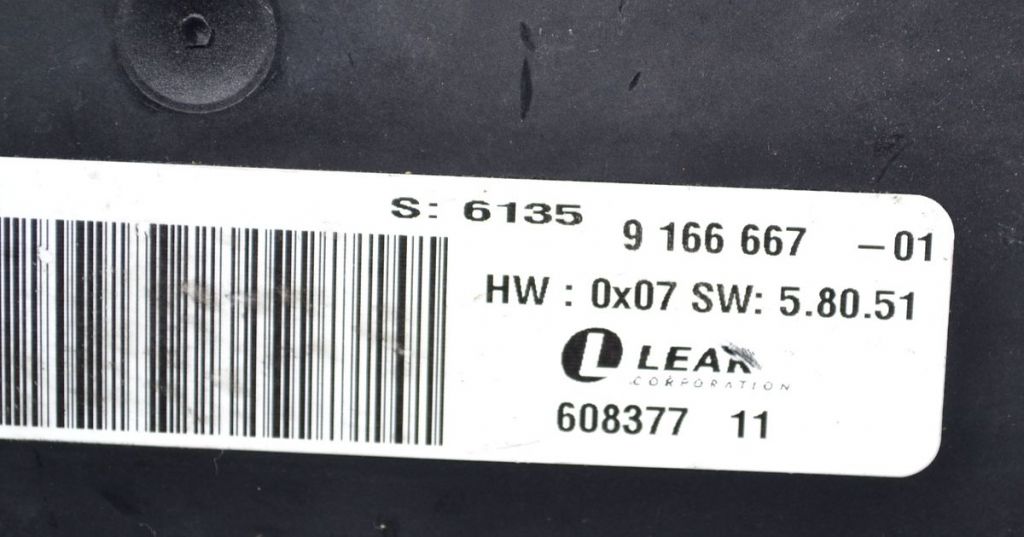 S: 6135
9 166 667 -01
HW : 0x07 SW: 5.80.51
L LEAR
CORPORATION
608377 11